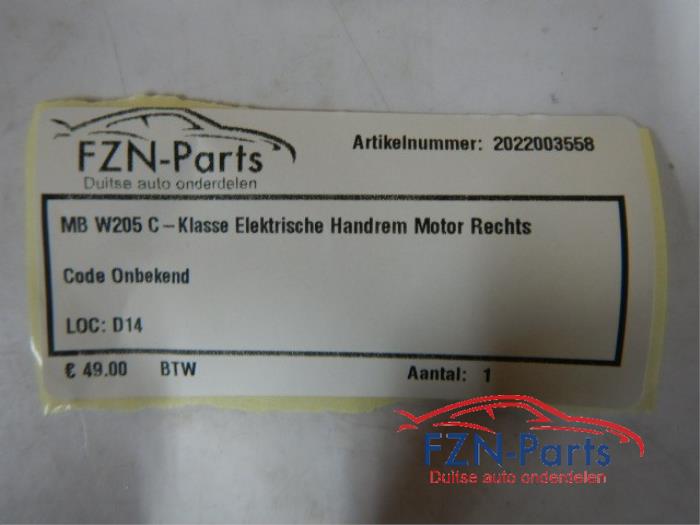 FZN-Parts
Duitse auto onderdelen
Artikelnummer: 2022003558
MB W205 C-Klasse Elektrische Handrem Motor Rechts
Code Onbekend
LOC: D14
€ 49.00 BTW Aantal: 1
FZN-Parts
Duitse auto onderdelen